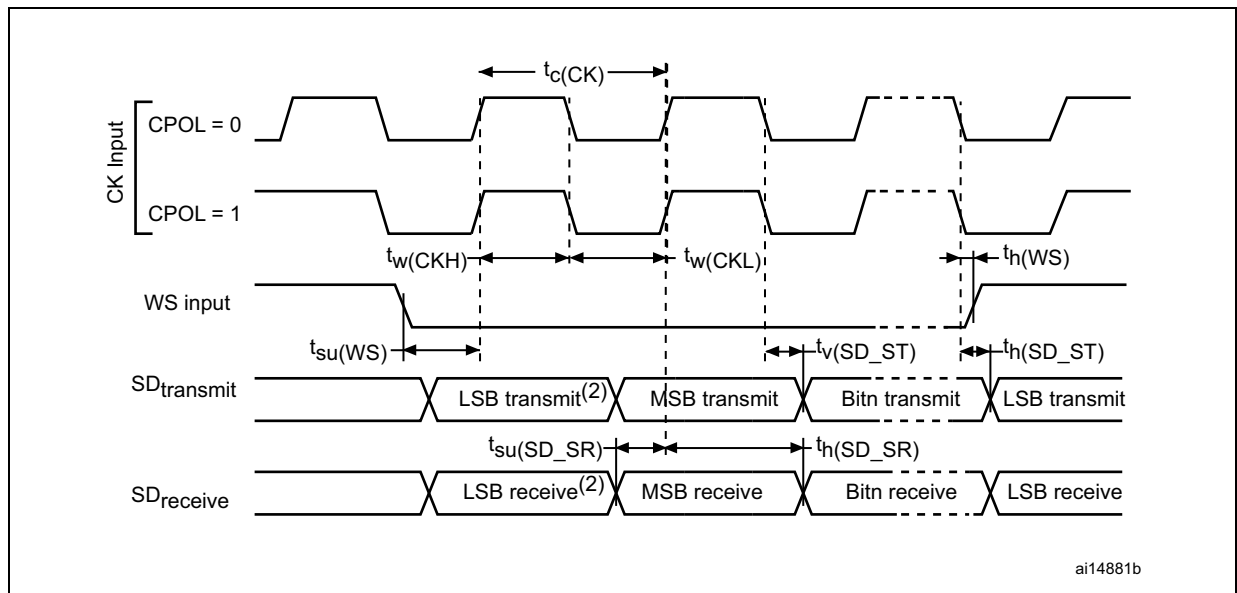 tc(CK)
CK Input
CPOL = 0
CPOL = 1
tw(CKH)
tw(CKL)
th(WS)
WS input
tsu(WS)
tv(SD_ST)
th(SD_ST)
SDtransmit
LSB transmit(2)
MSB transmit
Bitn transmit
LSB transmit
tsu(SD_SR)
th(SD_SR)
SDreceive
LSB receive(2)
MSB receive
Bitn receive
LSB receive
ai14881b